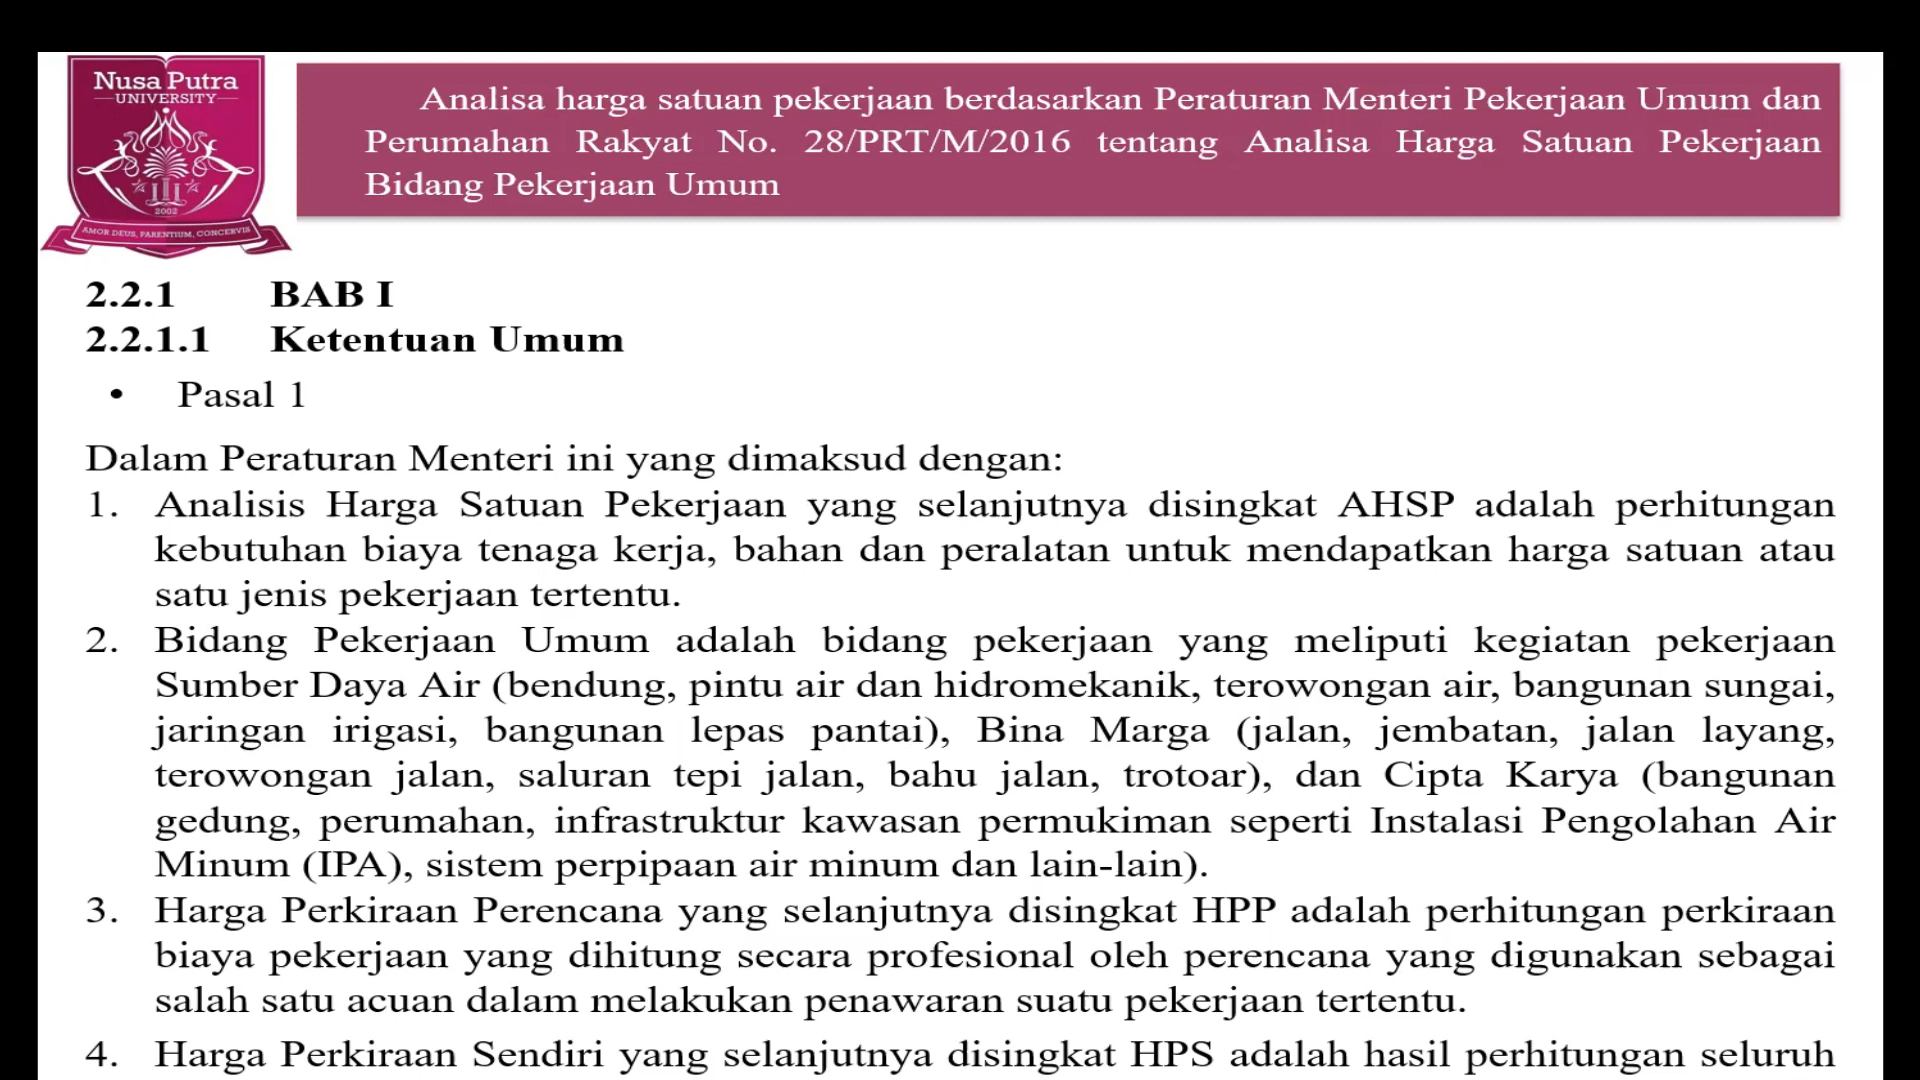 Nusa Putra
UNIVERSITY
2002
AMOR DEUS, PARENTIUM, CONCERVIS
Analisa harga satuan pekerjaan berdasarkan Peraturan Menteri Pekerjaan Umum dan
Perumahan Rakyat No. 28/PRT/M/2016 tentang Analisa Harga Satuan Pekerjaan
Bidang Pekerjaan Umum
2.2.1 BAB I
2.2.1.1 Ketentuan Umum
• Pasal 1
Dalam Peraturan Menteri ini yang dimaksud dengan:
1. Analisis Harga Satuan Pekerjaan yang selanjutnya disingkat AHSP adalah perhitungan
kebutuhan biaya tenaga kerja, bahan dan peralatan untuk mendapatkan harga satuan atau
satu jenis pekerjaan tertentu.
2. Bidang Pekerjaan Umum adalah bidang pekerjaan yang meliputi kegiatan pekerjaan
Sumber Daya Air (bendung, pintu air dan hidromekanik, terowongan air, bangunan sungai,
jaringan irigasi, bangunan lepas pantai), Bina Marga (jalan, jembatan, jalan layang,
terowongan jalan, saluran tepi jalan, bahu jalan, trotoar), dan Cipta Karya (bangunan
gedung, perumahan, infrastruktur kawasan permukiman seperti Instalasi Pengolahan Air
Minum (IPA), sistem perpipaan air minum dan lain-lain).
3. Harga Perkiraan Perencana yang selanjutnya disingkat HPP adalah perhitungan perkiraan
biaya pekerjaan yang dihitung secara profesional oleh perencana yang digunakan sebagai
salah satu acuan dalam melakukan penawaran suatu pekerjaan tertentu.
4. Harga Perkiraan Sendiri yang selanjutnya disingkat HPS adalah hasil perhitungan seluruh